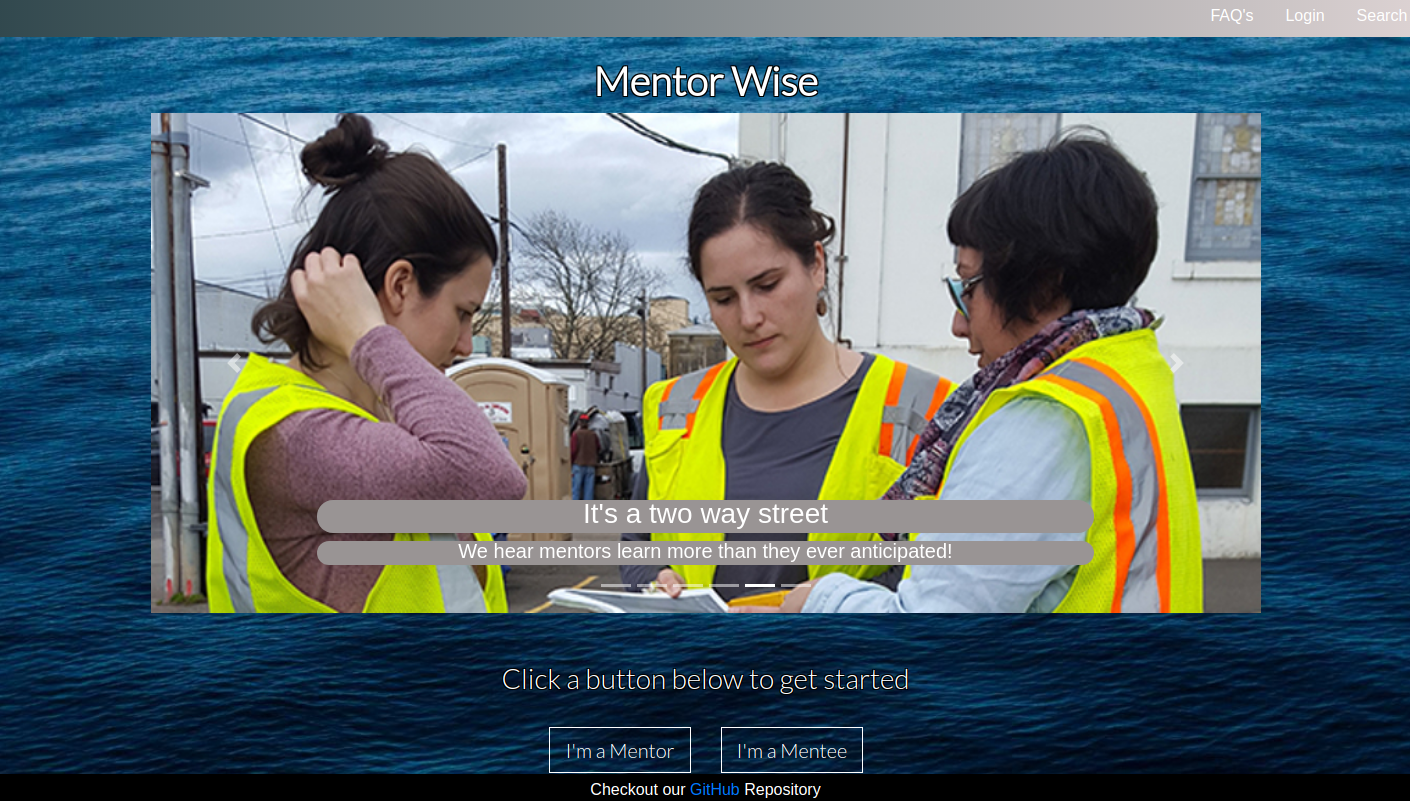 FAQ's Login Search
Mentor Wise
It's a two way street
We hear mentors learn more than they ever anticipated!
Click a button below to get started
I'm a Mentor I'm a Mentee
Checkout our GitHub Repository